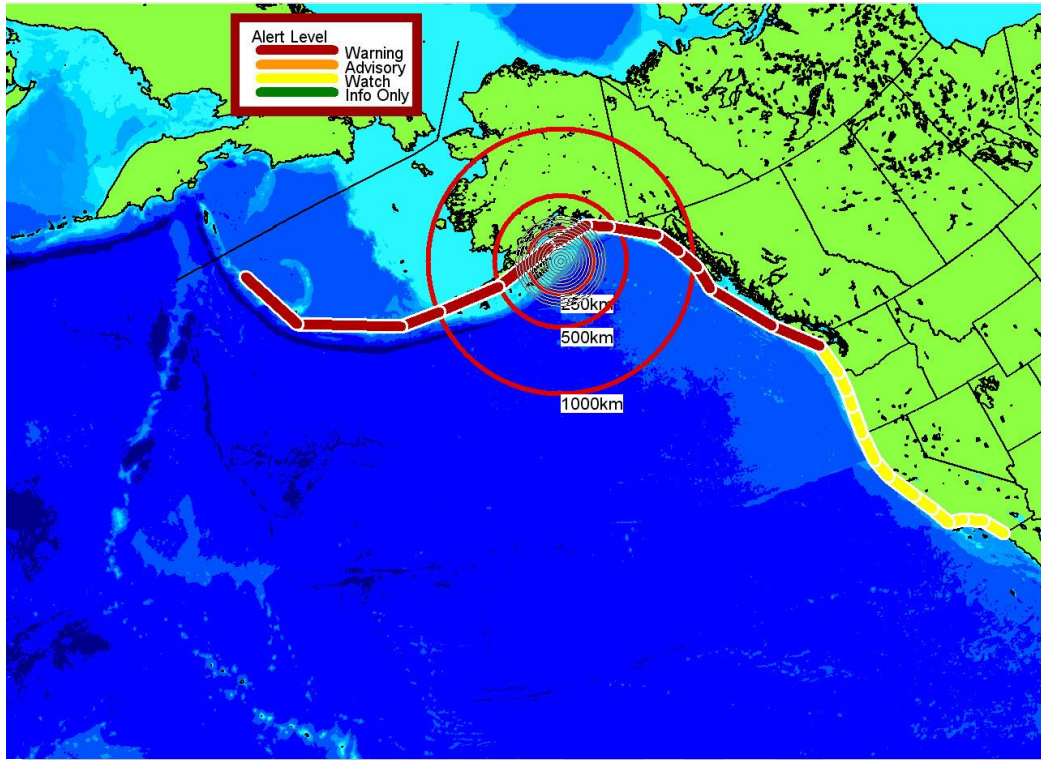 Alert Level
Warning
Advisory
Watch
Info Only
250km
500km
1000km